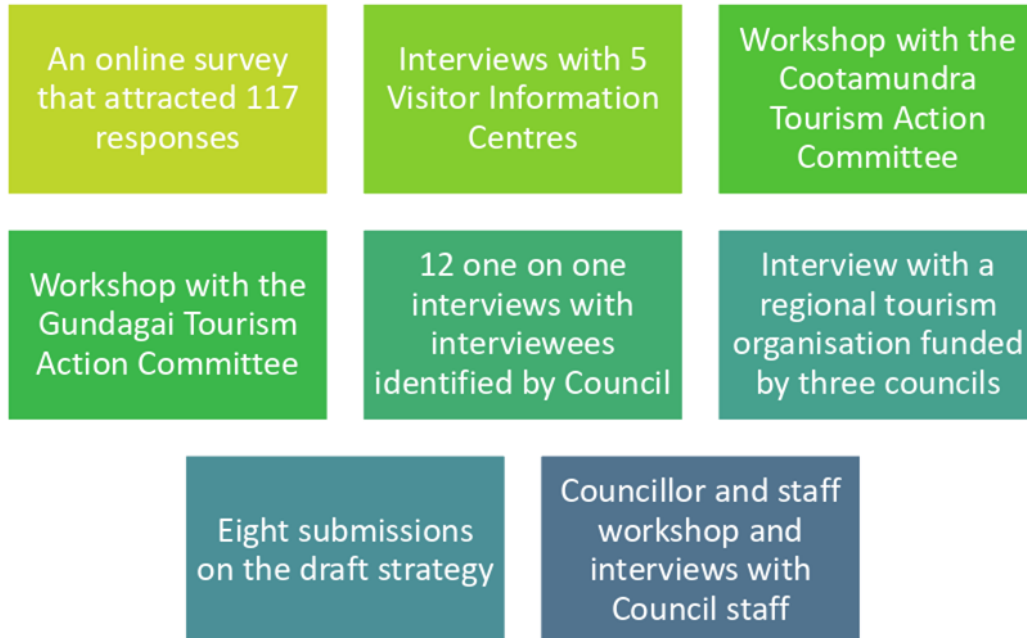 An online survey
that attracted 117
responses
Interviews with 5
Visitor Information
Centres
Workshop with the
Cootamundra
Tourism Action
Committee
Workshop with the
Gundagai Tourism
Action Committee
12 one on one
interviews with
interviewees
identified by Council
Interview with a
regional tourism
organisation funded
by three councils
Eight submissions
on the draft strategy
Councillor and staff
workshop and
interviews with
Council staff